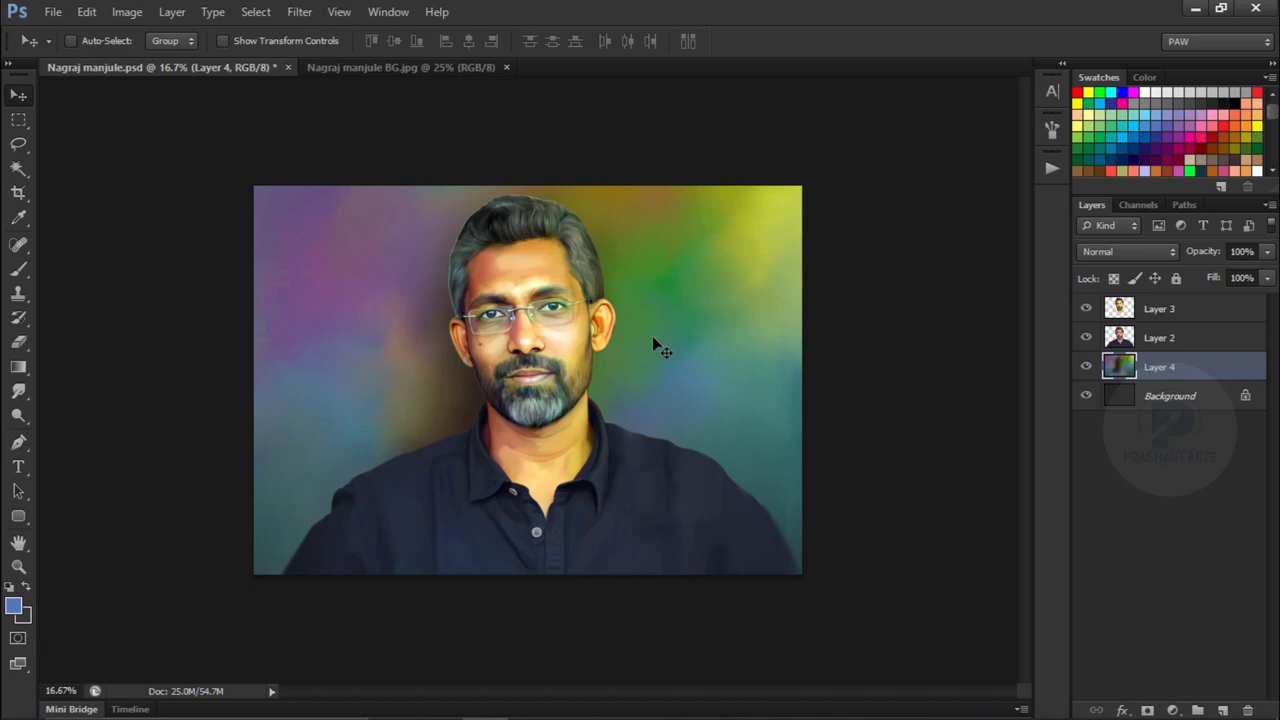 Ps File Edit Image Layer Type Select Filter View Window Help
Auto-Select: Group Show Transform Controls PAW
Nagraj manjule.psd @ 16.7% (Layer 4, RGB/8) * × Nagraj manjule BG.jpg @ 25% (RGB/8) ×
Swatches Color
Layers Channels Paths
Kind
Normal Opacity: 100%
Lock: Fill: 100%
Layer 3
Layer 2
Layer 4
Background
PRASHANT ARTS
16.67% Doc: 25.0M/54.7M
Mini Bridge Timeline